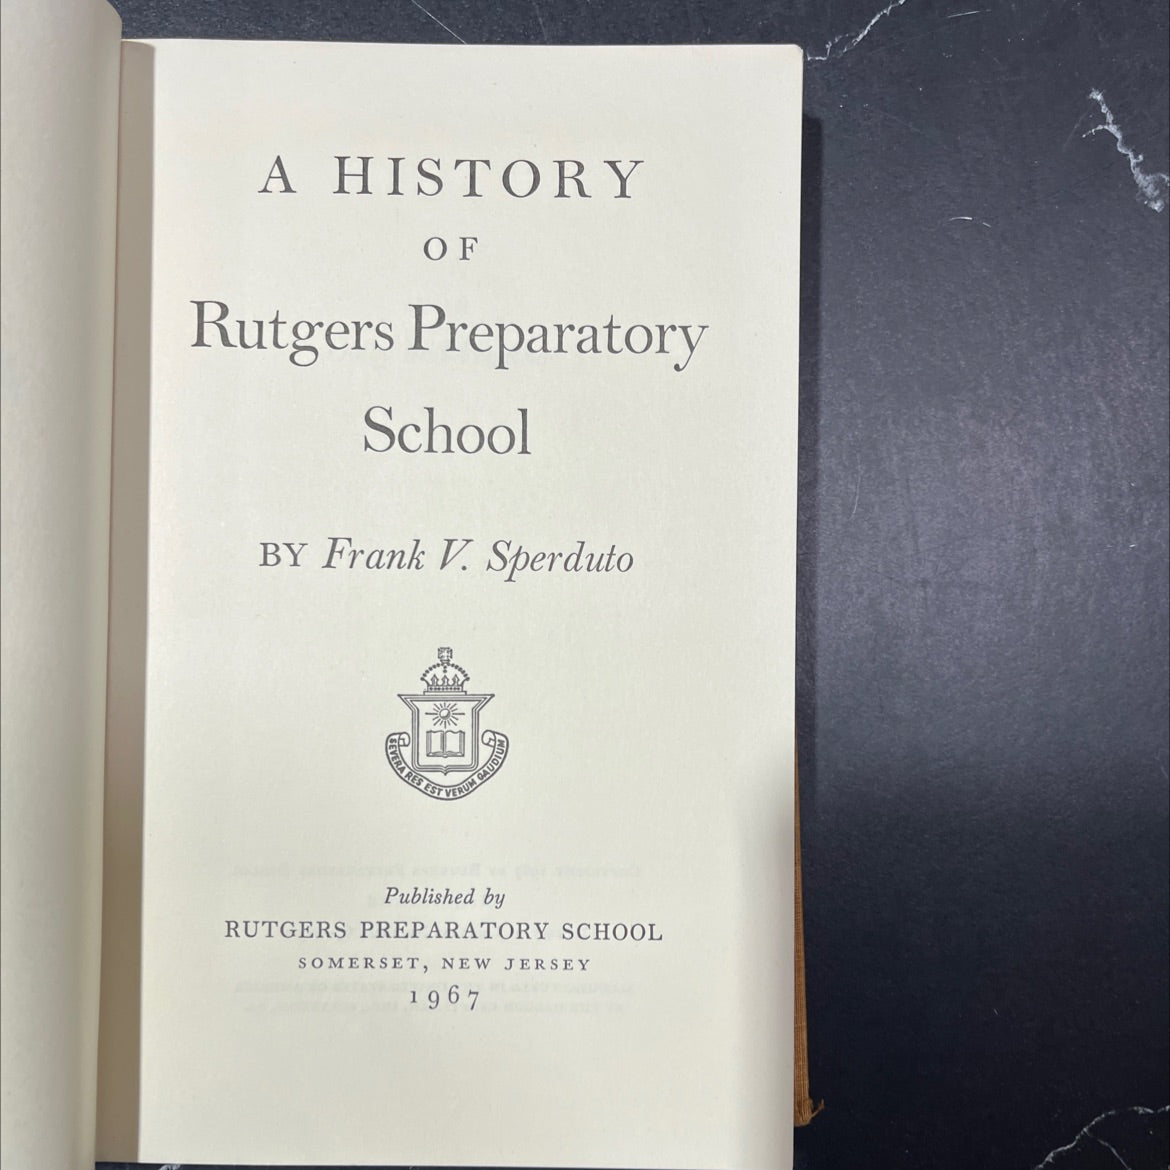 A HISTORY
OF
Rutgers Preparatory
School
BY Frank V. Sperduto
SEVERA RES EST VERUM GAUDIUM
Published by
RUTGERS PREPARATORY SCHOOL
SOMERSET, NEW JERSEY
1967